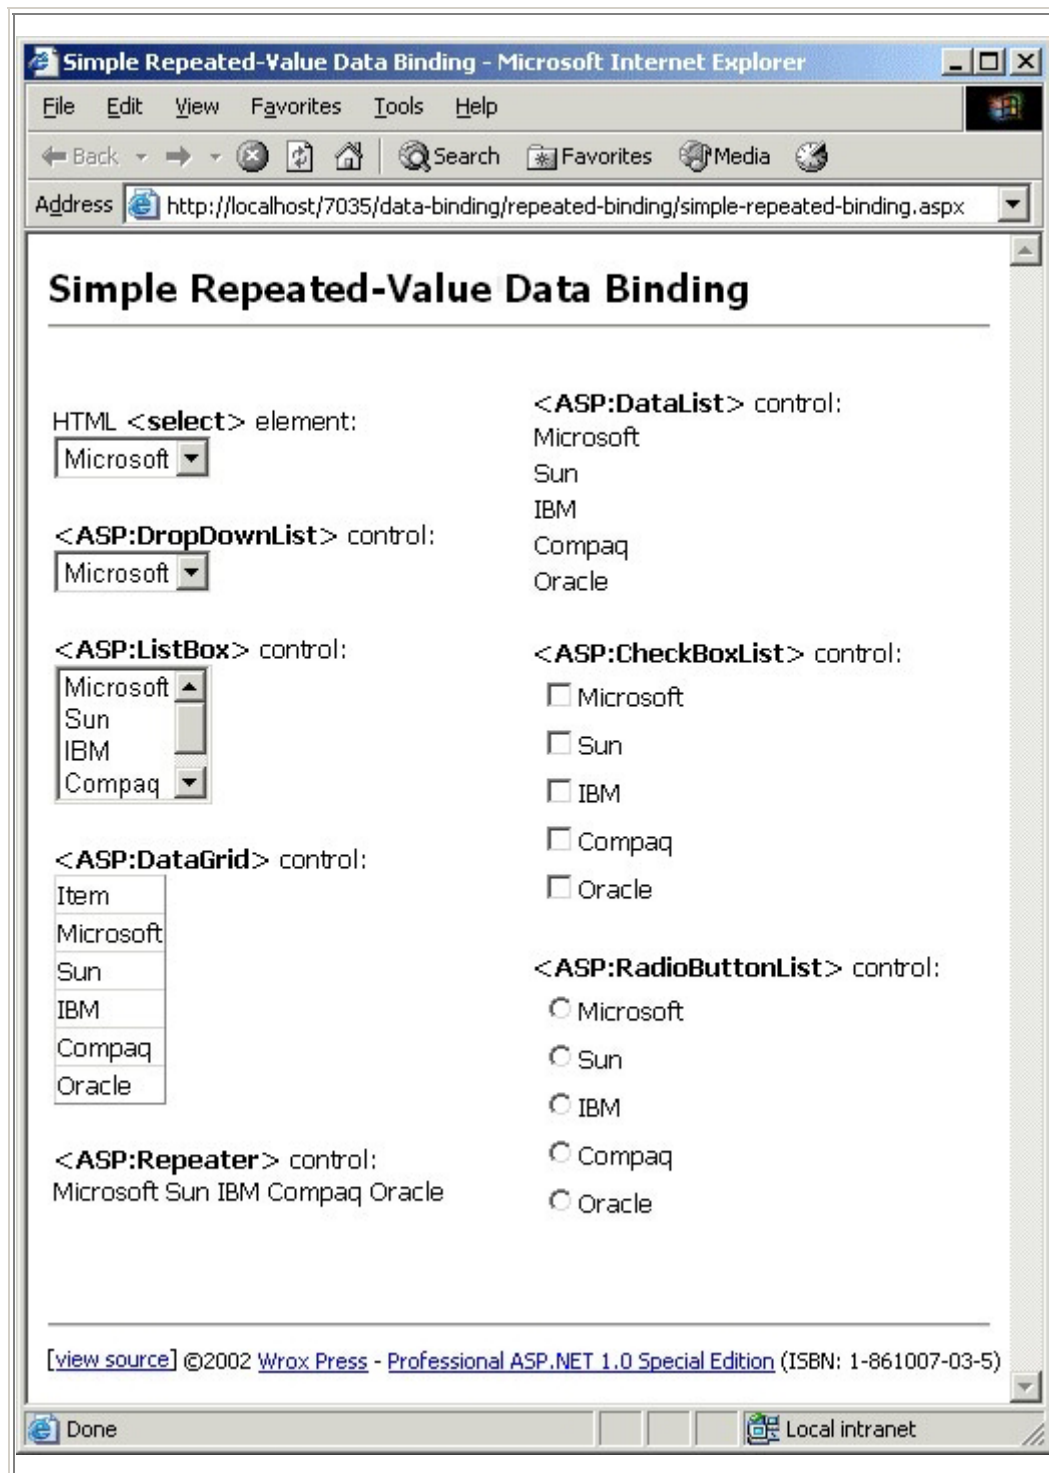 Simple Repeated-Value Data Binding - Microsoft Internet Explorer
File Edit View Favorites Tools Help
Back Search Favorites Media
Address http://localhost/7035/data-binding/repeated-binding/simple-repeated-binding.aspx
Simple Repeated-Value Data Binding
HTML <select> element:
Microsoft
<ASP:DropDownList> control:
Microsoft
<ASP:ListBox> control:
Microsoft
Sun
IBM
Compaq
<ASP:DataGrid> control:
Item
Microsoft
Sun
IBM
Compaq
Oracle
<ASP:Repeater> control:
Microsoft Sun IBM Compaq Oracle
<ASP:DataList> control:
Microsoft
Sun
IBM
Compaq
Oracle
<ASP:CheckBoxList> control:
Microsoft
Sun
IBM
Compaq
Oracle
<ASP:RadioButtonList> control:
Microsoft
Sun
IBM
Compaq
Oracle
[view source] ©2002 Wrox Press - Professional ASP.NET 1.0 Special Edition (ISBN: 1-861007-03-5)
Done Local intranet